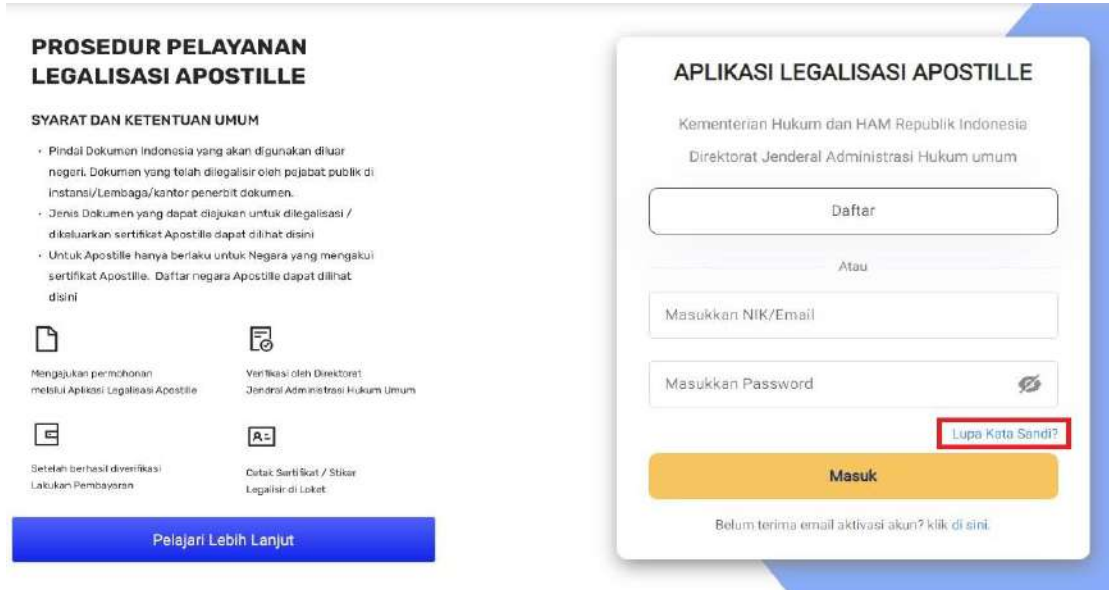 PROSEDUR PELAYANAN
LEGALISASI APOSTILLE
SYARAT DAN KETENTUAN UMUM
• Pindai Dokumen Indonesia yang akan digunakan diluar
negeri. Dokumen yang telah dilegalisir oleh pejabat publik di
instansi/Lembaga/kantor penerbit dokumen.
• Jenis Dokumen yang dapat diajukan untuk dilegalisasi /
dikeluarkan sertifikat Apostille dapat dilihat disini
• Untuk Apostille hanya berlaku untuk Negara yang mengakui
sertifikat Apostille. Daftar negara Apostille dapat dilihat
disini
Mengajukan permohonan
melalui Aplikasi Legalisasi Apostille
Verifikasi oleh Direktorat
Jendral Administrasi Hukum Umum
Setelah berhasil diverifikasi
Lakukan Pembayaran
Cetak Sertifikat / Stiker
Legalisir di Loket
Pelajari Lebih Lanjut
APLIKASI LEGALISASI APOSTILLE
Kementerian Hukum dan HAM Republik Indonesia
Direktorat Jenderal Administrasi Hukum umum
Daftar
Atau
Masukkan NIK/Email
Masukkan Password
Lupa Kata Sandi?
Masuk
Belum terima email aktivasi akun? klik di sini.